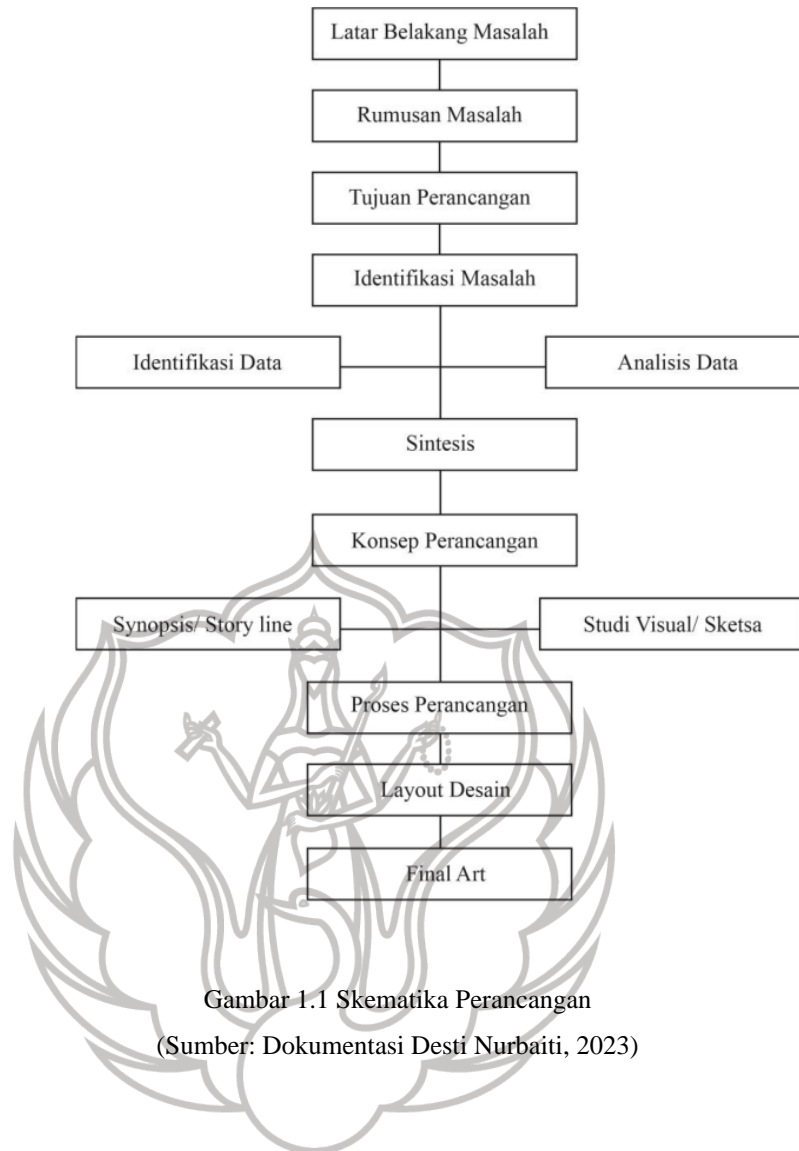 Latar Belakang Masalah
Rumusan Masalah
Tujuan Perancangan
Identifikasi Masalah
Identifikasi Data
Analisis Data
Sintesis
Konsep Perancangan
Synopsis/ Story line
Studi Visual/ Sketsa
Proses Perancangan
Layout Desain
Final Art
Gambar 1.1 Skematika Perancangan
(Sumber: Dokumentasi Desti Nurbaiti, 2023)